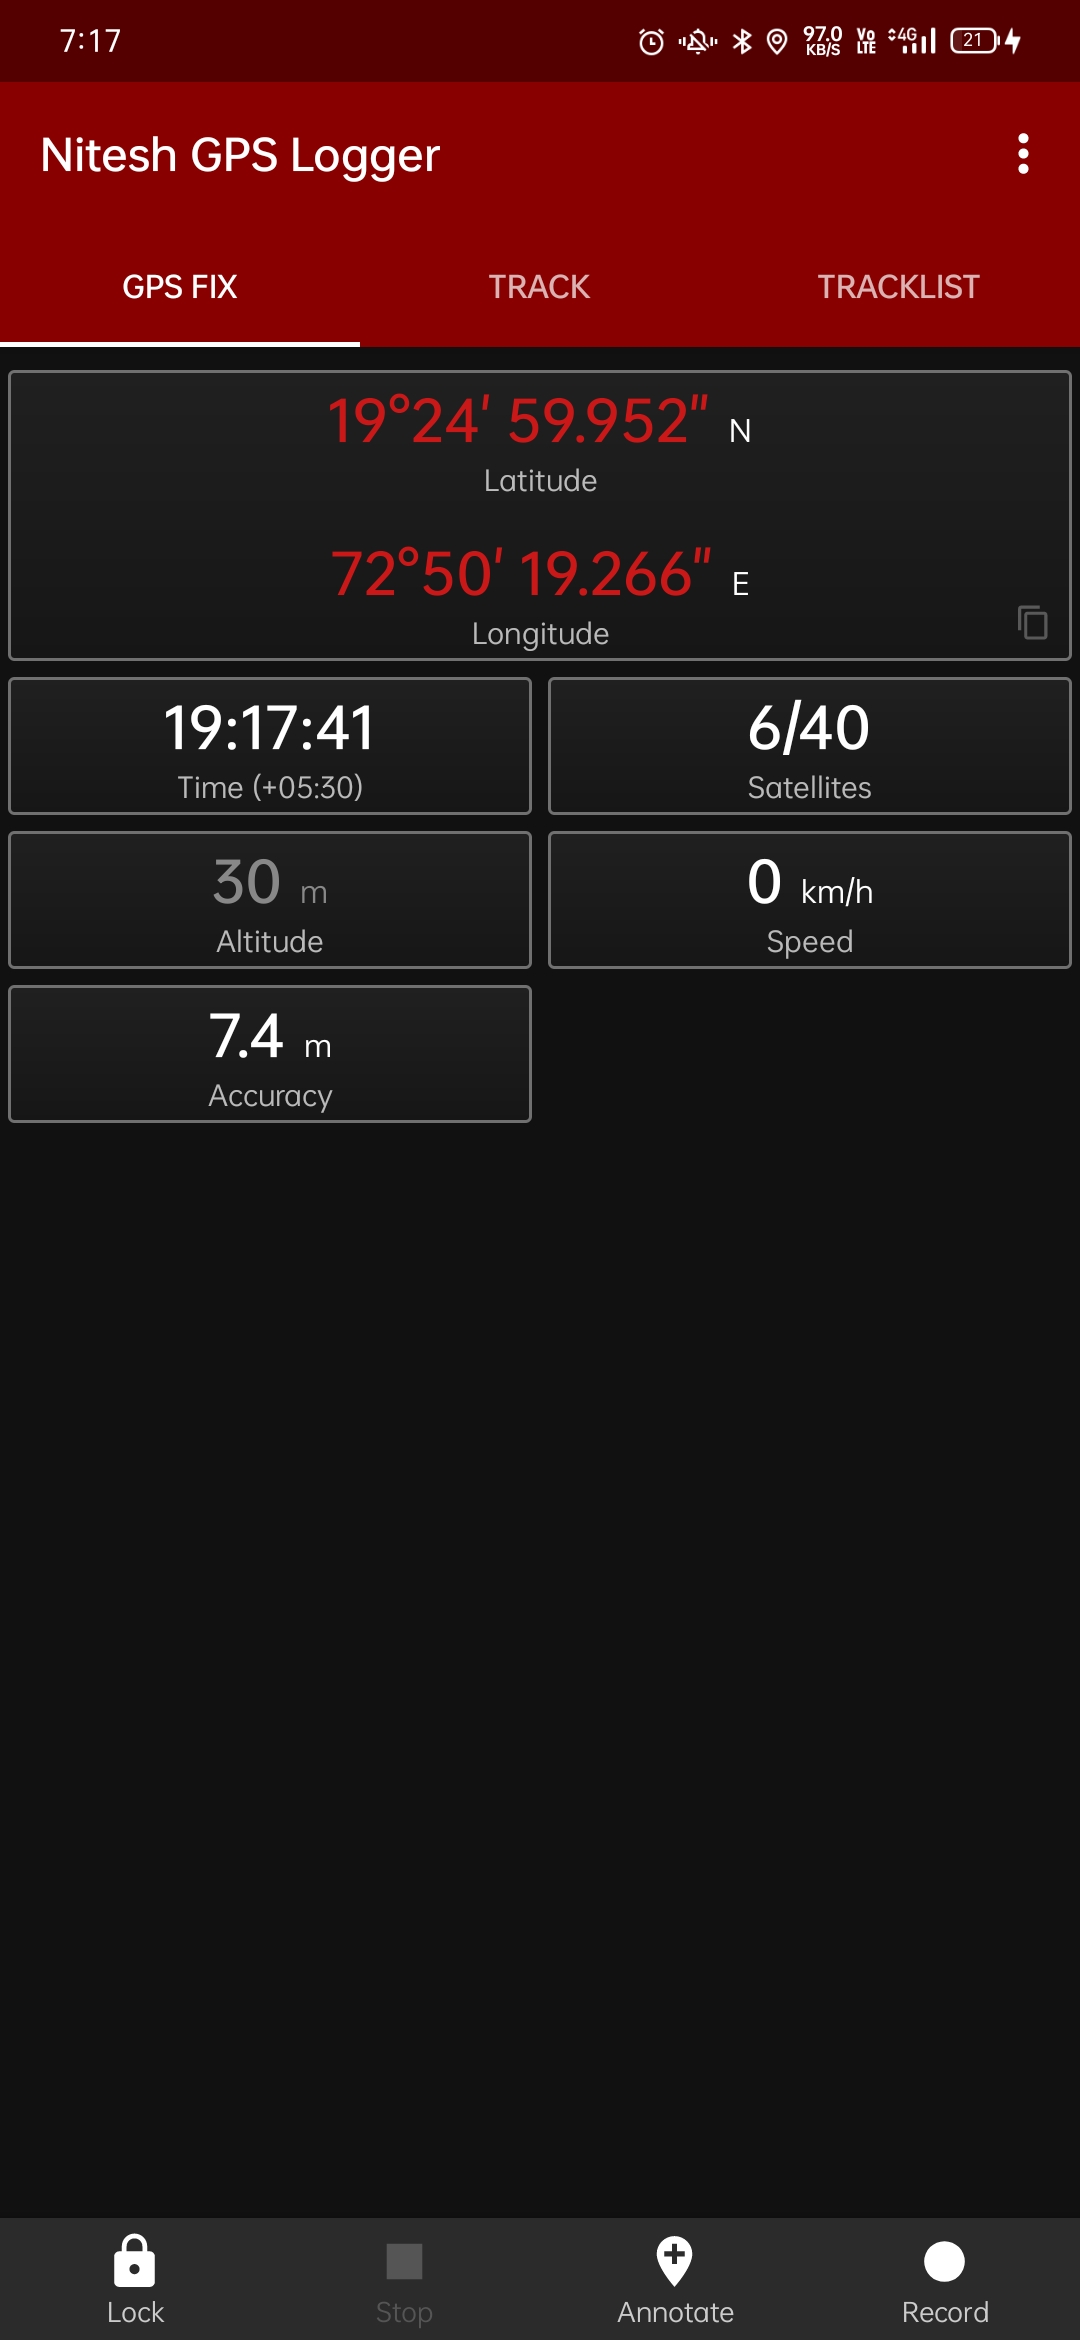 7:17
97.0 KB/S Vo LTE 4G 21
Nitesh GPS Logger
GPS FIX TRACK TRACKLIST
19°24' 59.952" N
Latitude
72°50' 19.266" E
Longitude
19:17:41 6/40
Time (+05:30) Satellites
30 m 0 km/h
Altitude Speed
7.4 m
Accuracy
Lock Stop Annotate Record